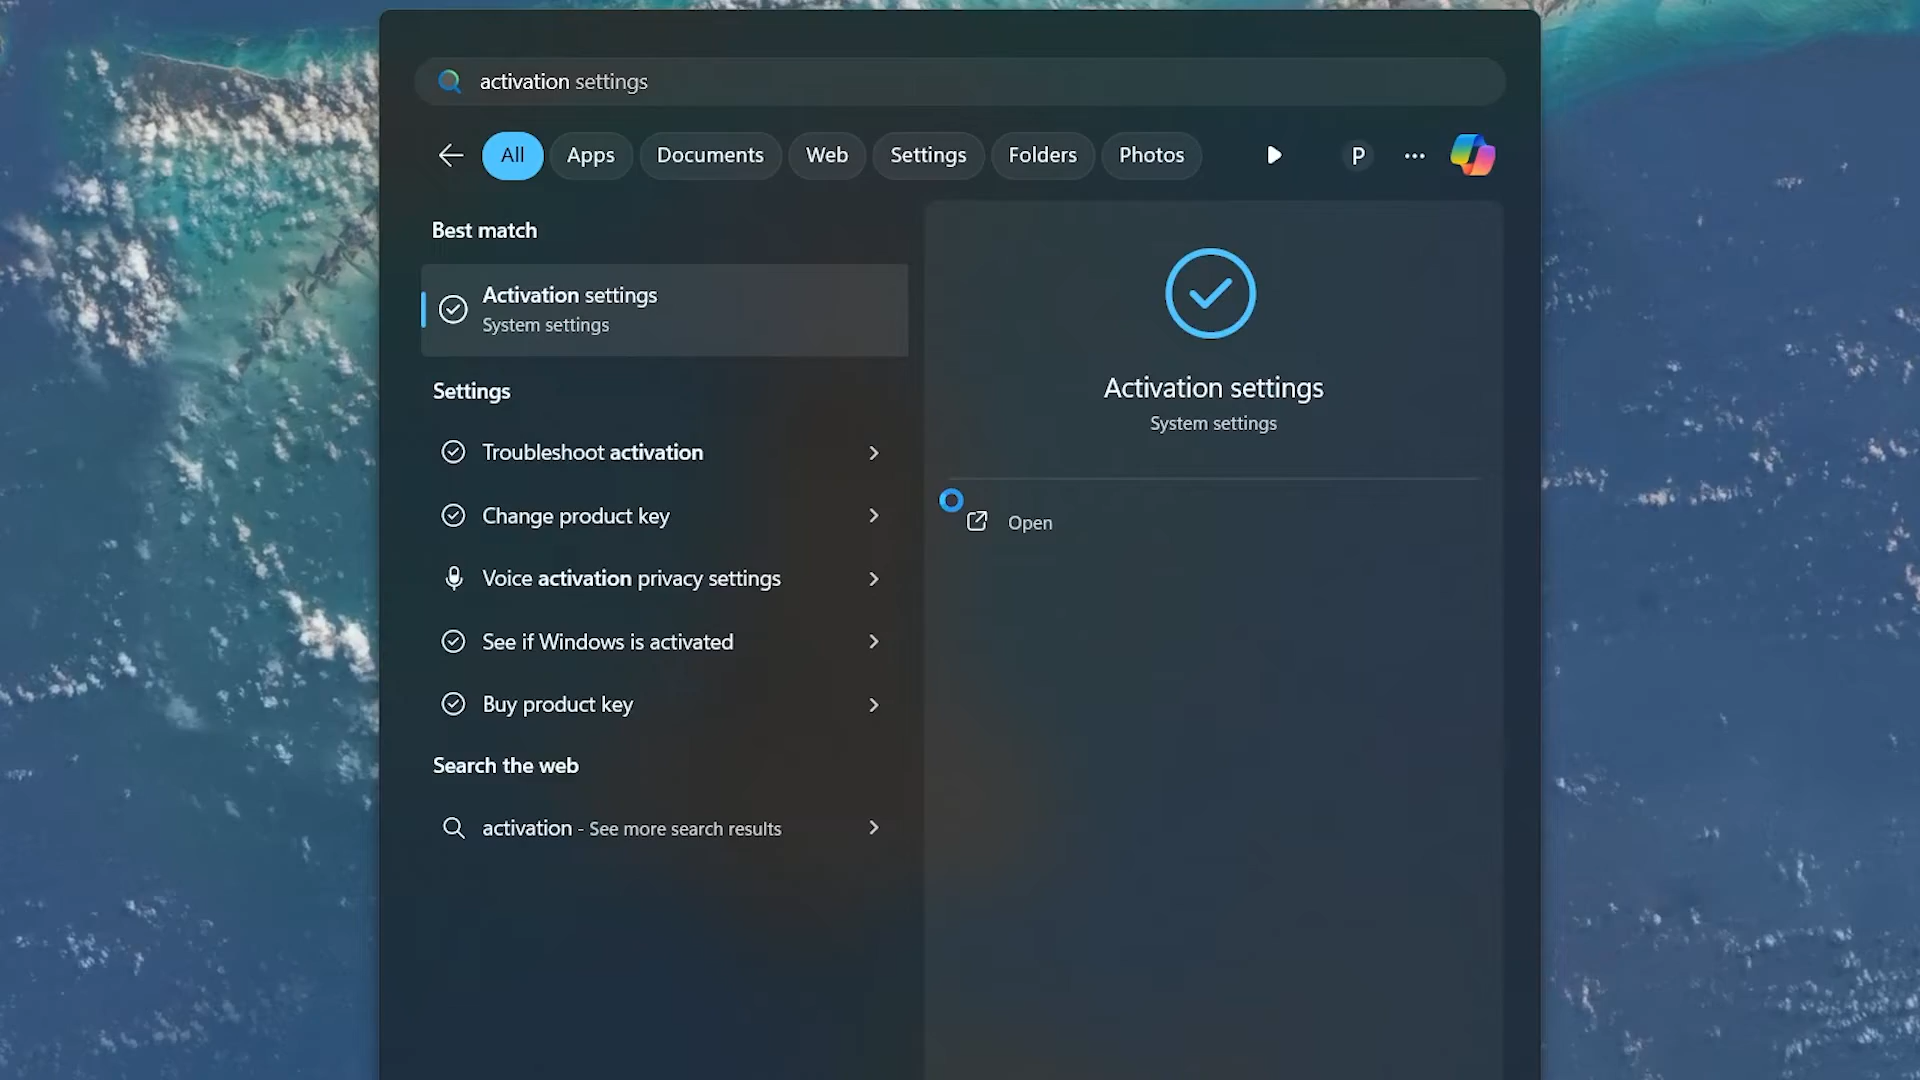 activation settings
All Apps Documents Web Settings Folders Photos P
Best match
Activation settings
System settings
Settings
Troubleshoot activation
Change product key
Voice activation privacy settings
See if Windows is activated
Buy product key
Search the web
activation - See more search results
Activation settings
System settings
Open